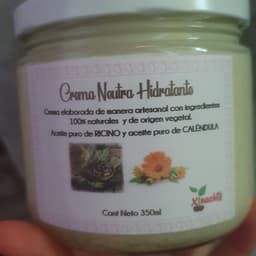 Crema Neutra Hidratante
Crema elaborada de manera artesanal con ingredientes
100% naturales y de origen vegetal.
Aceite puro de RICINO y aceite puro de CALÉNDULA
Cont Neto 350ml